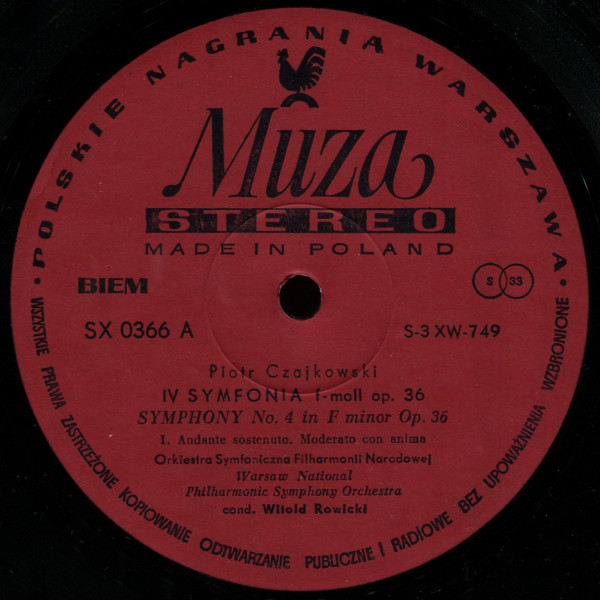 POLSKIE NAGRANIA WARSZAWA
Muza
STEREO
MADE IN POLAND
BIEM
S 33
SX 0366 A
S-3 XW-749
Piotr Czajkowski
IV SYMFONIA f-moll op. 36
SYMPHONY No. 4 in F minor Op. 36
1. Andante sostenuto, Moderato con anima
Orkiestra Symfoniczna Filharmonii Narodowej
Warsaw National
Philharmonic Symphony Orchestra
cond. Witold Rowicki
WSZYSTKIE PRAWA ZASTRZEŻONE KOPIOWANIE ODTWARZANIE PUBLICZNE I RADIOWE BEZ UPOWAŻNIENIA WZBRONIONE